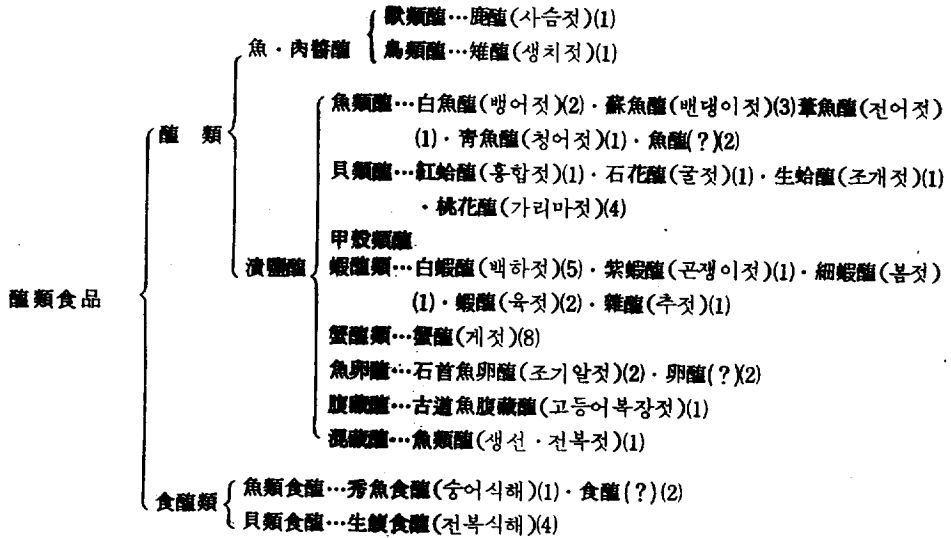 獸類醢…鹿醢(사슴젓)(1)
魚·肉醬醢
鳥類醢…雉醢(생치젓)(1)
魚類醢…白魚醢(뱅어젓)(2)·蘇魚醢(밴댕이젓)(3)葦魚醢(전어젓)
(1)·靑魚醢(청어젓)(1)·魚醢(?)(2)
醢 類
貝類醢…紅蛤醢(홍합젓)(1)·石花醢(굴젓)(1)·生蛤醢(조개젓)(1)
·桃花醢(가리마젓)(4)
甲殼類醢
漬鹽醢
蝦醢類…白蝦醢(백하젓)(5)·紫蝦醢(곤쟁이젓)(1)·細蝦醢(봄젓)
醢類食品
(1)·蝦醢(육젓)(2)·雜醢(추젓)(1)
蟹醢類…蟹醢(게젓)(8)
魚卵醢…石首魚卵醢(조기알젓)(2)·卵醢(?)(2)
腹藏醢…古道魚腹藏醢(고등어복장젓)(1)
混藏醢…魚類醢(생선·전복젓)(1)
食醢類
魚類食醢…秀魚食醢(숭어식해)(1)·食醢(?)(2)
貝類食醢…生鰒食醢(전복식해)(4)